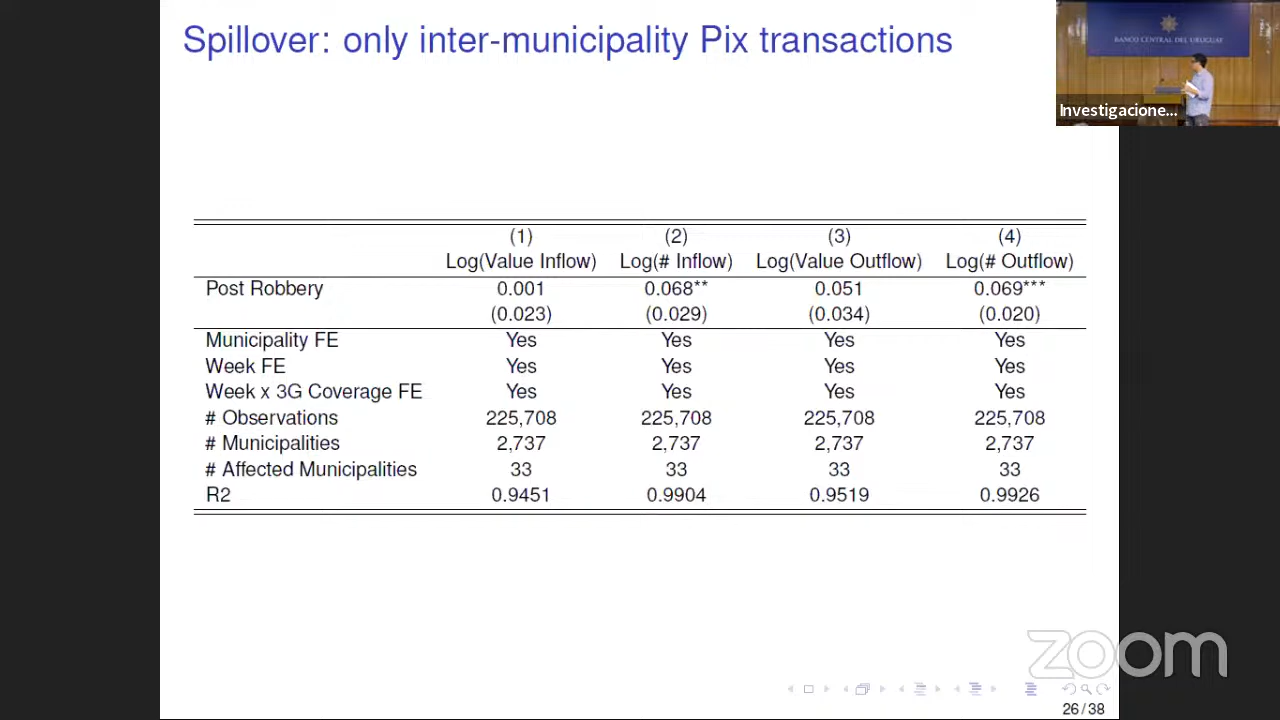 Spillover: only inter-municipality Pix transactions
BANCO CENTRAL DEL URUGUAY
Investigacione...
(1) (2) (3) (4)
Log(Value Inflow) Log(# Inflow) Log(Value Outflow) Log(# Outflow)
Post Robbery 0.001 0.068** 0.051 0.069***
(0.023) (0.029) (0.034) (0.020)
Municipality FE Yes Yes Yes Yes
Week FE Yes Yes Yes Yes
Week x 3G Coverage FE Yes Yes Yes Yes
# Observations 225,708 225,708 225,708 225,708
# Municipalities 2,737 2,737 2,737 2,737
# Affected Municipalities 33 33 33 33
R2 0.9451 0.9904 0.9519 0.9926
zoom
26/38